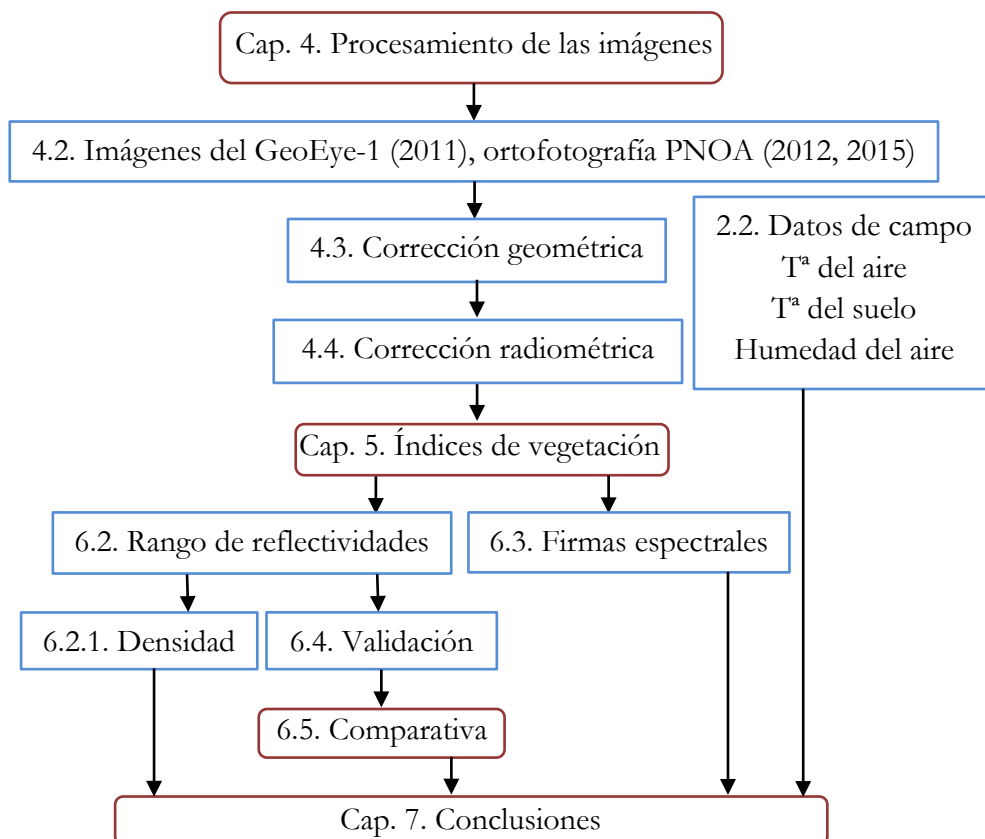 Cap. 4. Procesamiento de las imágenes
4.2. Imágenes del GeoEye-1 (2011), ortofotografía PNOA (2012, 2015)
4.3. Corrección geométrica
2.2. Datos de campo
Tª del aire
Tª del suelo
Humedad del aire
4.4. Corrección radiométrica
Cap. 5. Índices de vegetación
6.2. Rango de reflectividades
6.3. Firmas espectrales
6.2.1. Densidad
6.4. Validación
6.5. Comparativa
Cap. 7. Conclusiones